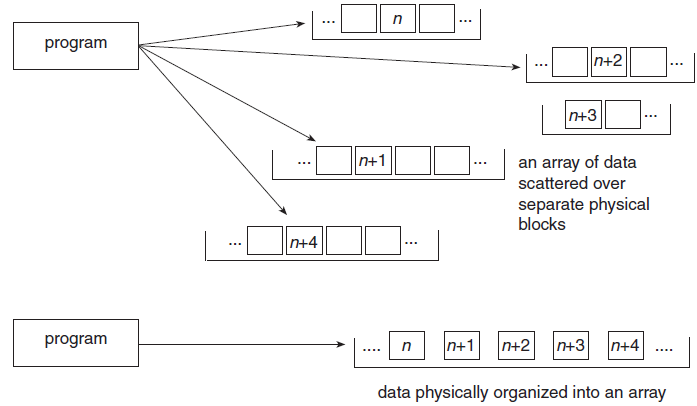 program
... n ...
... n+2 ...
n+3 ...
... n+1 ...
an array of data
scattered over
separate physical
blocks
... n+4 ...
program
.... n n+1 n+2 n+3 n+4 ....
data physically organized into an array